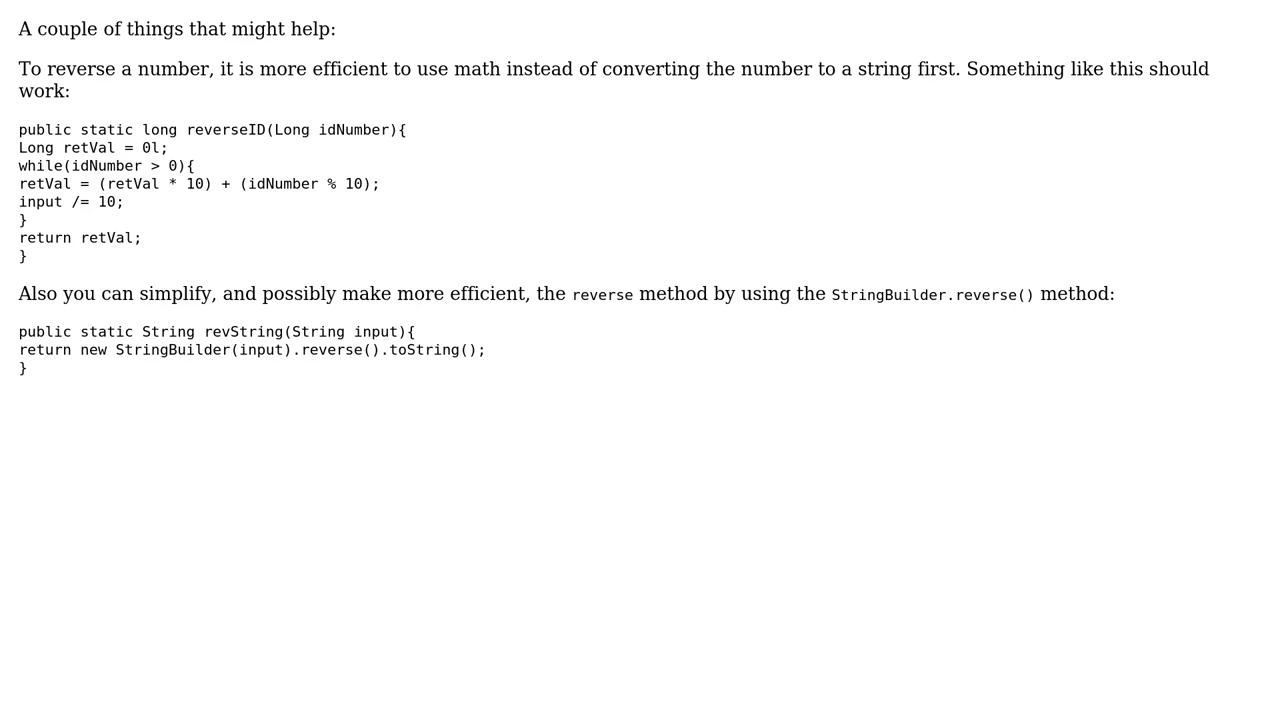 A couple of things that might help:
To reverse a number, it is more efficient to use math instead of converting the number to a string first. Something like this should
work:
public static long reverseID(Long idNumber){
Long retVal = 0l;
while(idNumber > 0){
retVal = (retVal * 10) + (idNumber % 10);
input /= 10;
}
return retVal;
}
Also you can simplify, and possibly make more efficient, the reverse method by using the StringBuilder.reverse() method:
public static String revString(String input){
return new StringBuilder(input).reverse().toString();
}